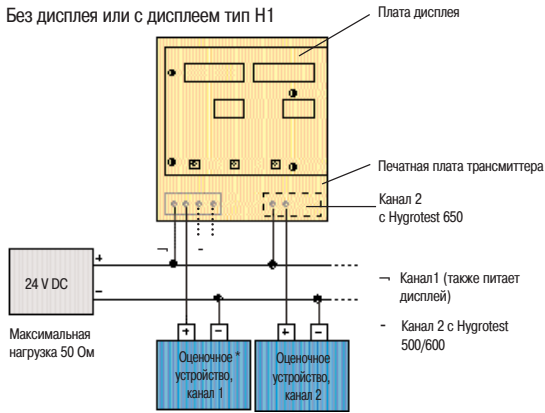 Без дисплея или с дисплеем тип H1
Плата дисплея
Печатная плата трансмиттера
Канал 2
с Hygrotest 650
¬
-
+
24 V DC
–
Максимальная
нагрузка 50 Ом
¬ Канал1 (также питает
дисплей)
- Канал 2 с Hygrotest
500/600
+ –
+ –
Оценочное *
устройство,
канал 1
Оценочное
устройство,
канал 2